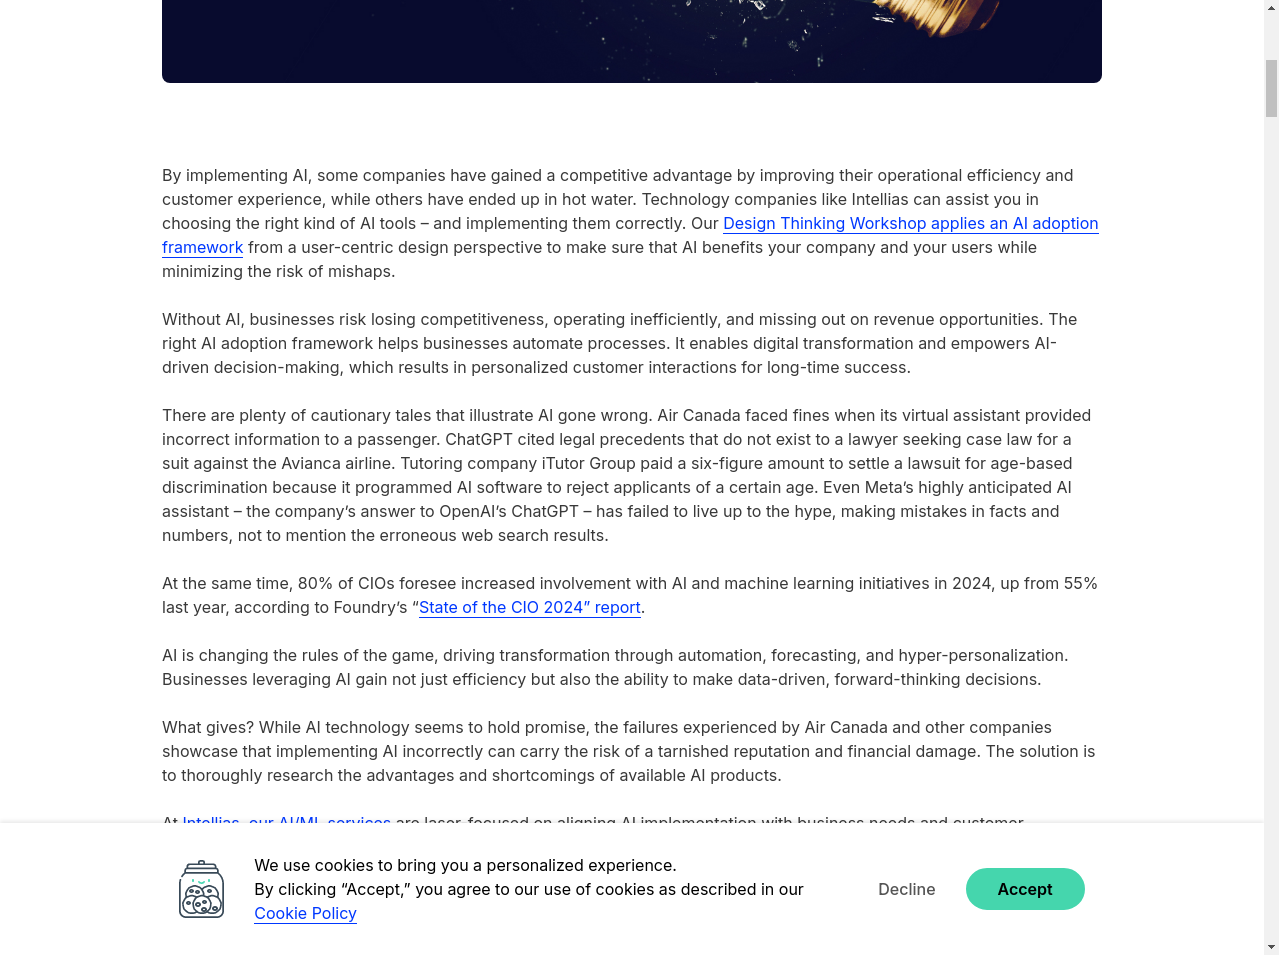 By implementing AI, some companies have gained a competitive advantage by improving their operational efficiency and
customer experience, while others have ended up in hot water. Technology companies like Intellias can assist you in
choosing the right kind of AI tools – and implementing them correctly. Our Design Thinking Workshop applies an AI adoption
framework from a user-centric design perspective to make sure that AI benefits your company and your users while
minimizing the risk of mishaps.
Without AI, businesses risk losing competitiveness, operating inefficiently, and missing out on revenue opportunities. The
right AI adoption framework helps businesses automate processes. It enables digital transformation and empowers AI-
driven decision-making, which results in personalized customer interactions for long-time success.
There are plenty of cautionary tales that illustrate AI gone wrong. Air Canada faced fines when its virtual assistant provided
incorrect information to a passenger. ChatGPT cited legal precedents that do not exist to a lawyer seeking case law for a
suit against the Avianca airline. Tutoring company iTutor Group paid a six-figure amount to settle a lawsuit for age-based
discrimination because it programmed AI software to reject applicants of a certain age. Even Meta’s highly anticipated AI
assistant – the company’s answer to OpenAI’s ChatGPT – has failed to live up to the hype, making mistakes in facts and
numbers, not to mention the erroneous web search results.
At the same time, 80% of CIOs foresee increased involvement with AI and machine learning initiatives in 2024, up from 55%
last year, according to Foundry’s “State of the CIO 2024” report.
AI is changing the rules of the game, driving transformation through automation, forecasting, and hyper-personalization.
Businesses leveraging AI gain not just efficiency but also the ability to make data-driven, forward-thinking decisions.
What gives? While AI technology seems to hold promise, the failures experienced by Air Canada and other companies
showcase that implementing AI incorrectly can carry the risk of a tarnished reputation and financial damage. The solution is
to thoroughly research the advantages and shortcomings of available AI products.
At Intellias, our AI/ML services are laser-focused on aligning AI implementation with business needs and customer
We use cookies to bring you a personalized experience.
By clicking “Accept,” you agree to our use of cookies as described in our
Cookie Policy
Decline
Accept